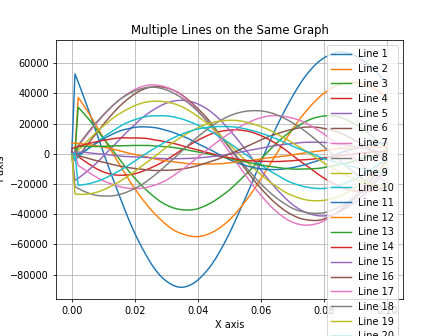 Multiple Lines on the Same Graph
60000
40000
20000
0
−20000
−40000
−60000
−80000
0.00
0.02
0.04
0.06
X axis
Line 1
Line 2
Line 3
Line 4
Line 5
Line 6
Line 7
Line 8
Line 9
Line 10
Line 11
Line 12
Line 13
Line 14
Line 15
Line 16
Line 17
Line 18
Line 19
Line 20